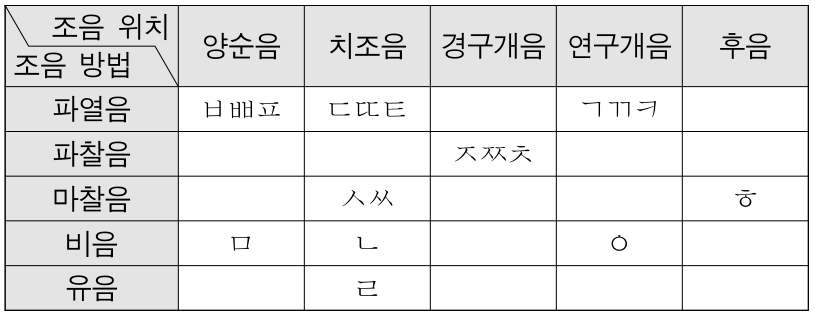 조음 위치
조음 방법
양순음 치조음 경구개음 연구개음 후음
파열음 ㅂㅃㅍ ㄷㄸㅌ ㄱㄲㅋ
파찰음 ㅈㅉㅊ
마찰음 ㅅㅆ ㅎ
비음 ㅁ ㄴ ㅇ
유음 ㄹ